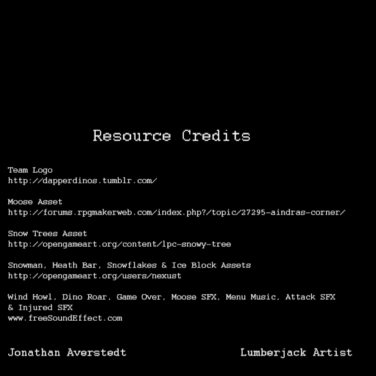 Resource Credits
Team Logo
http://dapperdinos.tumblr.com/
Moose Asset
http://forums.rpgmakerweb.com/index.php?/topic/27295-aindras-corner/
Snow Trees Asset
http://opengameart.org/content/lpc-snowy-tree
Snowman, Heath Bar, Snowflakes & Ice Block Assets
http://opengameart.org/users/nexust
Wind Howl, Dino Roar, Game Over, Moose SFX, Menu Music, Attack SFX
& Injured SFX
www.freeSoundEffect.com
Jonathan Averstedt Lumberjack Artist